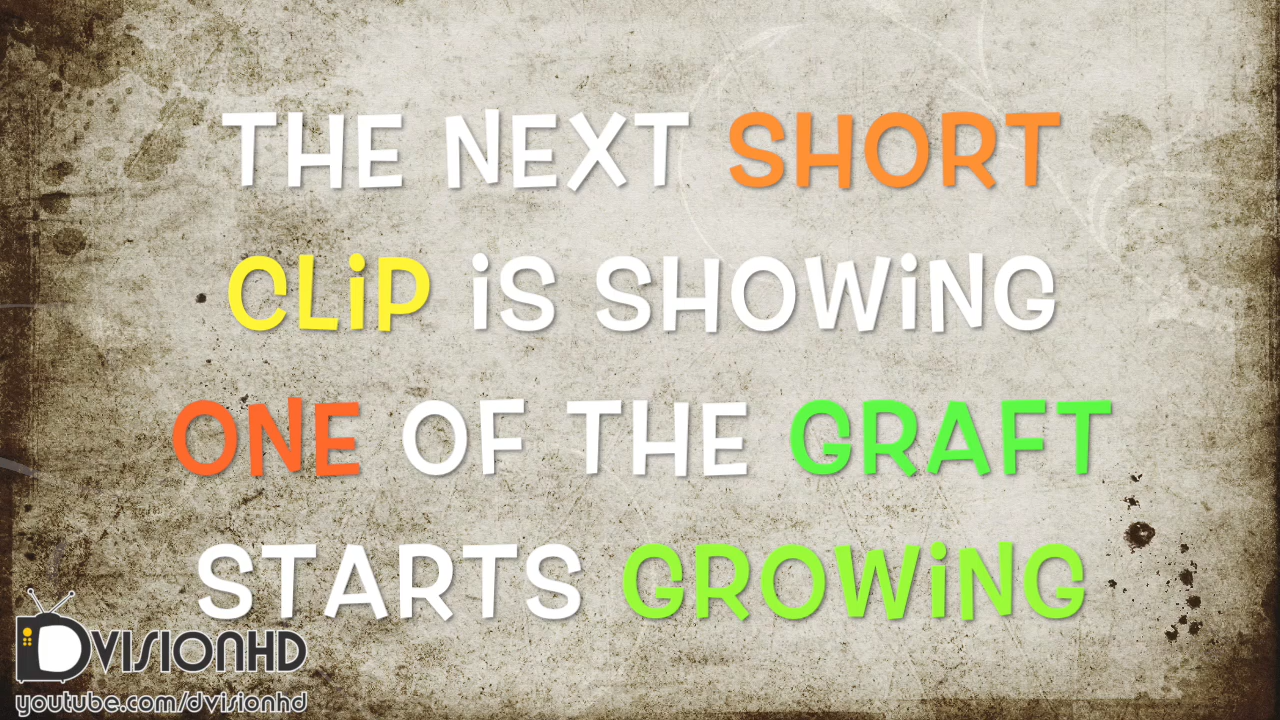 THE NEXT SHORT
CLiP iS SHOWiNG
ONE OF THE GRAFT
STARTS GROWiNG
DVISIONHD
youtube.com/dvisionhd